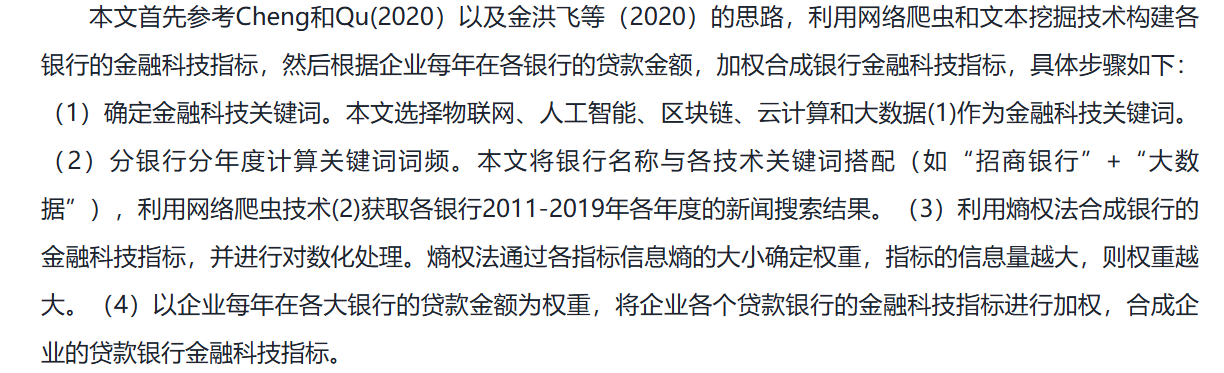 本文首先参考Cheng和Qu(2020）以及金洪飞等（2020）的思路，利用网络爬虫和文本挖掘技术构建各
银行的金融科技指标，然后根据企业每年在各银行的贷款金额，加权合成银行金融科技指标，具体步骤如下：
（1）确定金融科技关键词。本文选择物联网、人工智能、区块链、云计算和大数据(1)作为金融科技关键词。
（2）分银行分年度计算关键词词频。本文将银行名称与各技术关键词搭配（如“招商银行”+“大数
据”），利用网络爬虫技术(2)获取各银行2011-2019年各年度的新闻搜索结果。（3）利用熵权法合成银行的
金融科技指标，并进行对数化处理。熵权法通过各指标信息熵的大小确定权重，指标的信息量越大，则权重越
大。（4）以企业每年在各大银行的贷款金额为权重，将企业各个贷款银行的金融科技指标进行加权，合成企
业的贷款银行金融科技指标。